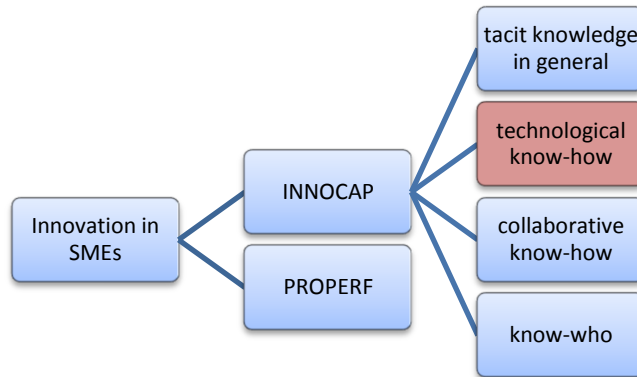 tacit knowledge
in general
technological
know-how
INNOCAP
Innovation in
SMEs
collaborative
know-how
PROPERF
know-who